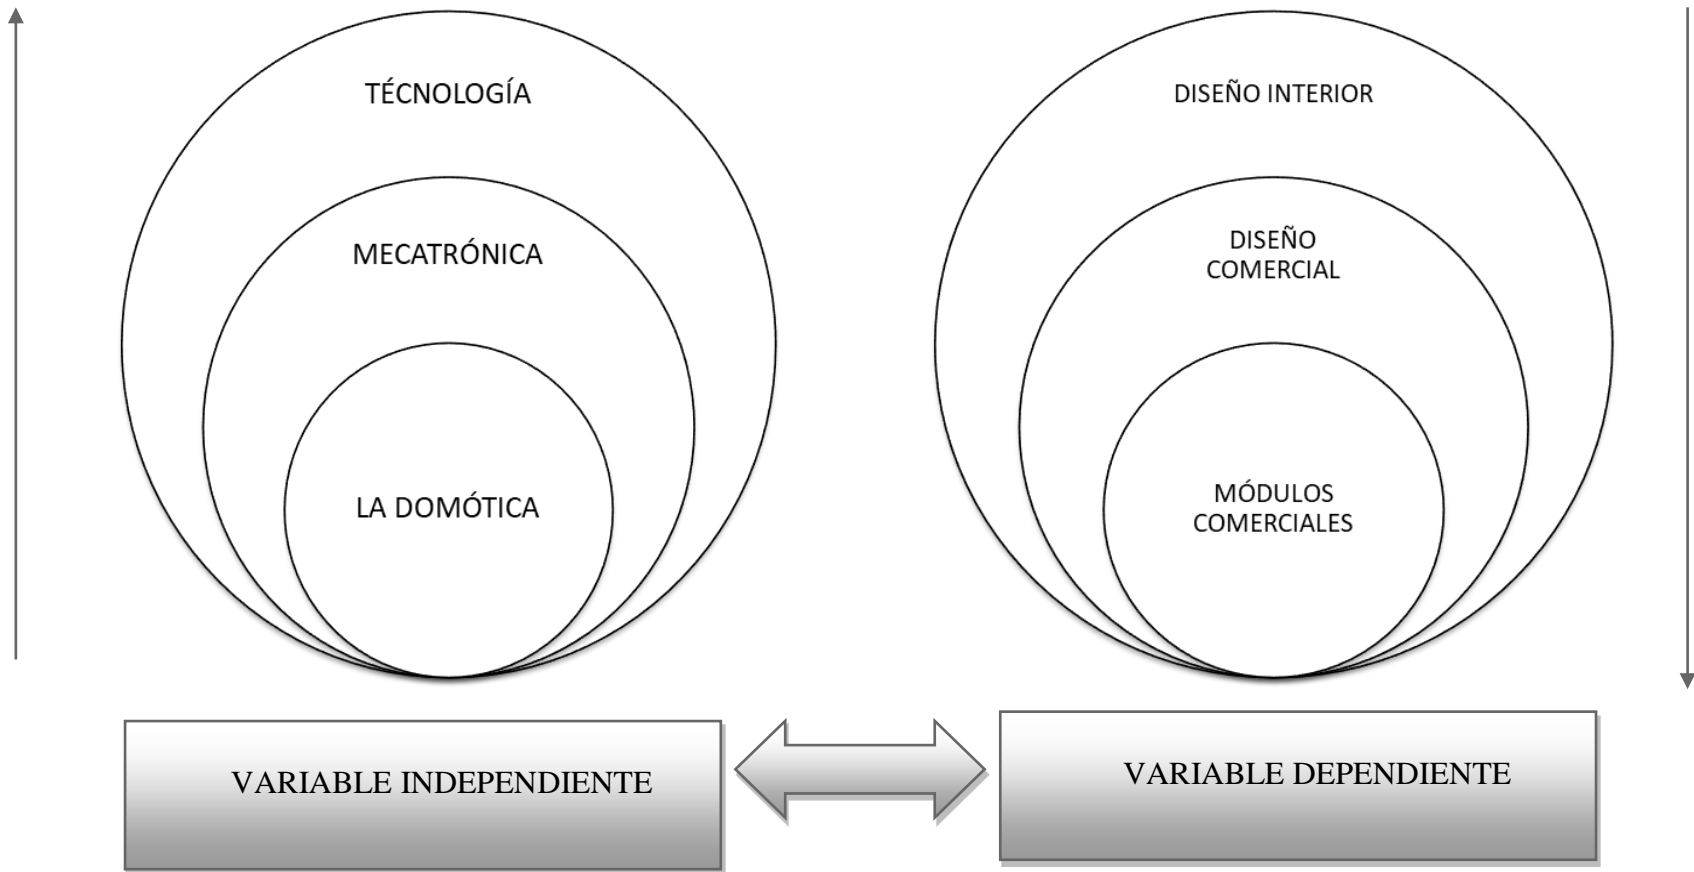 TÉCNOLOGÍA
MECATRÓNICA
LA DOMÓTICA
DISEÑO INTERIOR
DISEÑO
COMERCIAL
MÓDULOS
COMERCIALES
VARIABLE INDEPENDIENTE
VARIABLE DEPENDIENTE